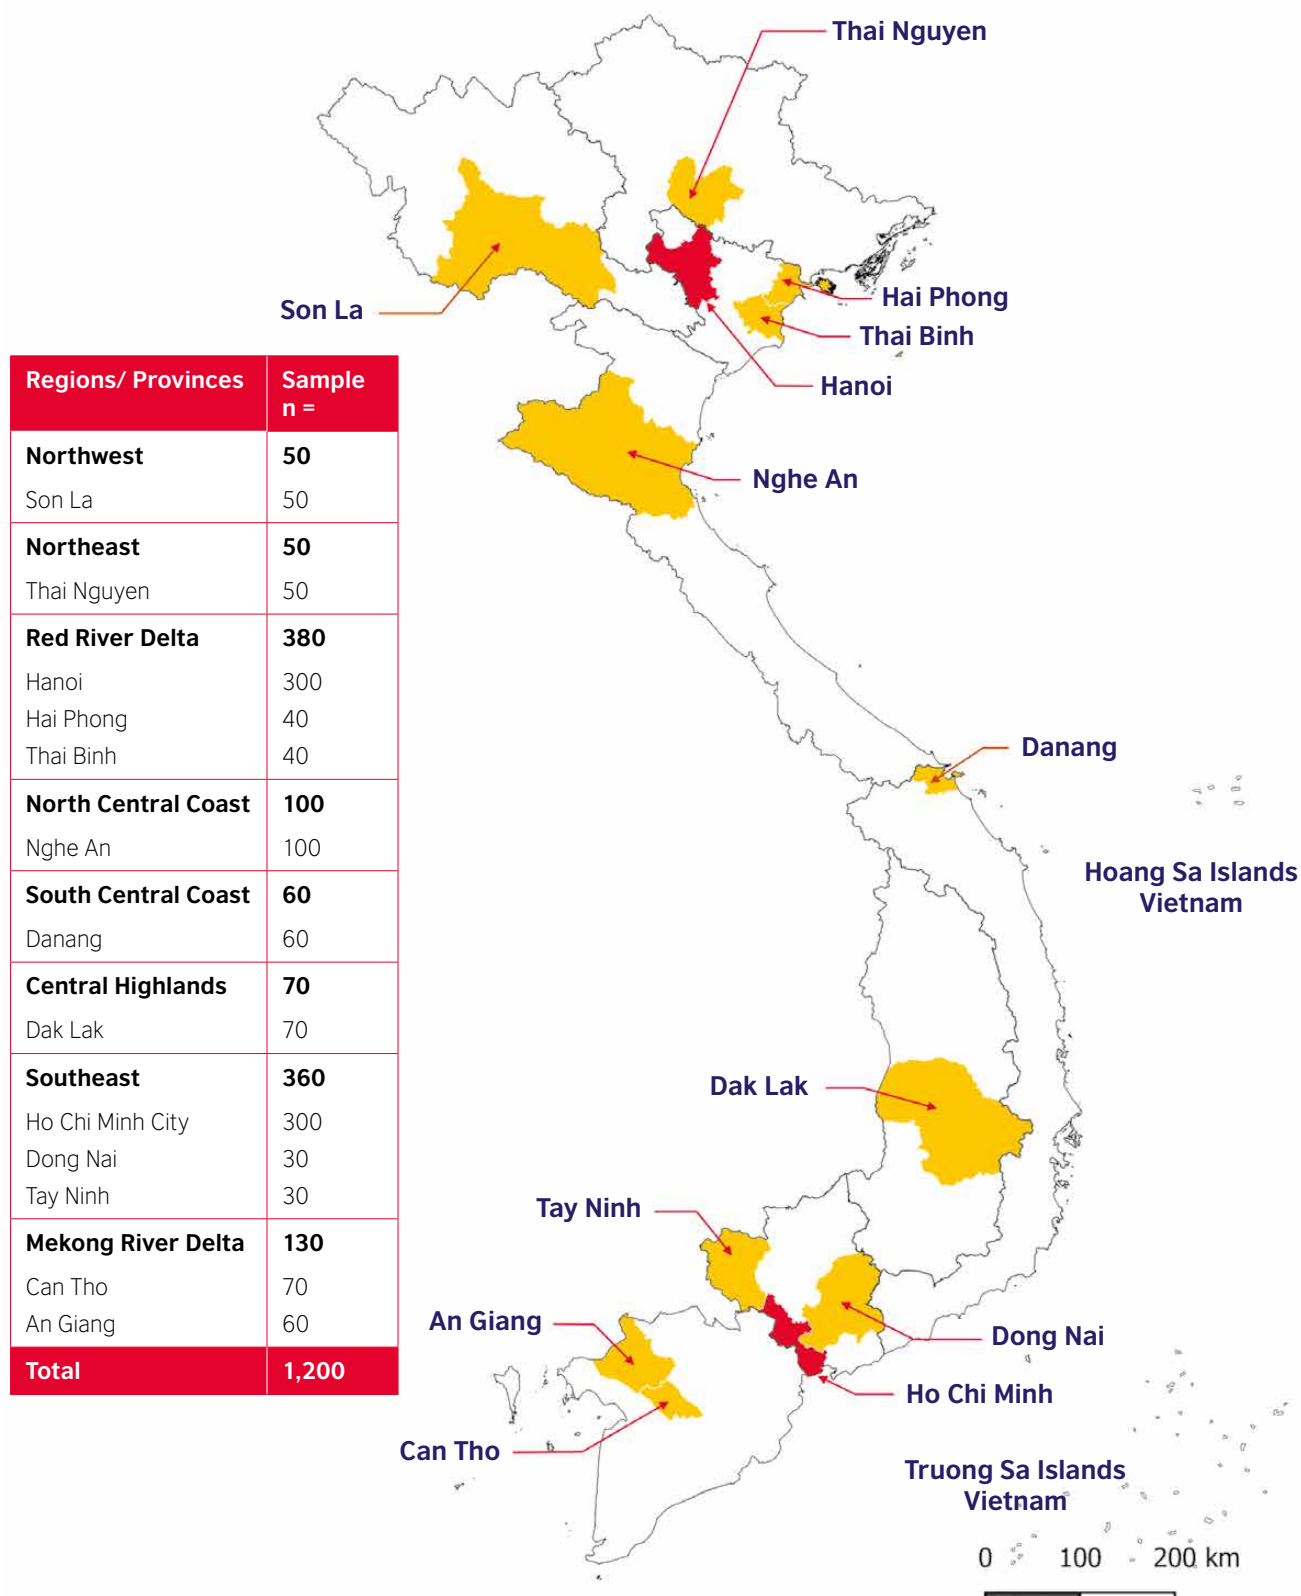 Thai Nguyen
Son La
Hai Phong
Thai Binh
Hanoi
Nghe An
Regions/ Provinces Sample
n =
Northwest 50
Son La 50
Northeast 50
Thai Nguyen 50
Red River Delta 380
Hanoi 300
Hai Phong 40
Thai Binh 40
North Central Coast 100
Nghe An 100
South Central Coast 60
Danang 60
Central Highlands 70
Dak Lak 70
Southeast 360
Ho Chi Minh City 300
Dong Nai 30
Tay Ninh 30
Mekong River Delta 130
Can Tho 70
An Giang 60
Total 1,200
Danang
Hoang Sa Islands
Vietnam
Dak Lak
Tay Ninh
An Giang
Dong Nai
Ho Chi Minh
Can Tho
Truong Sa Islands
Vietnam
0 100 200 km